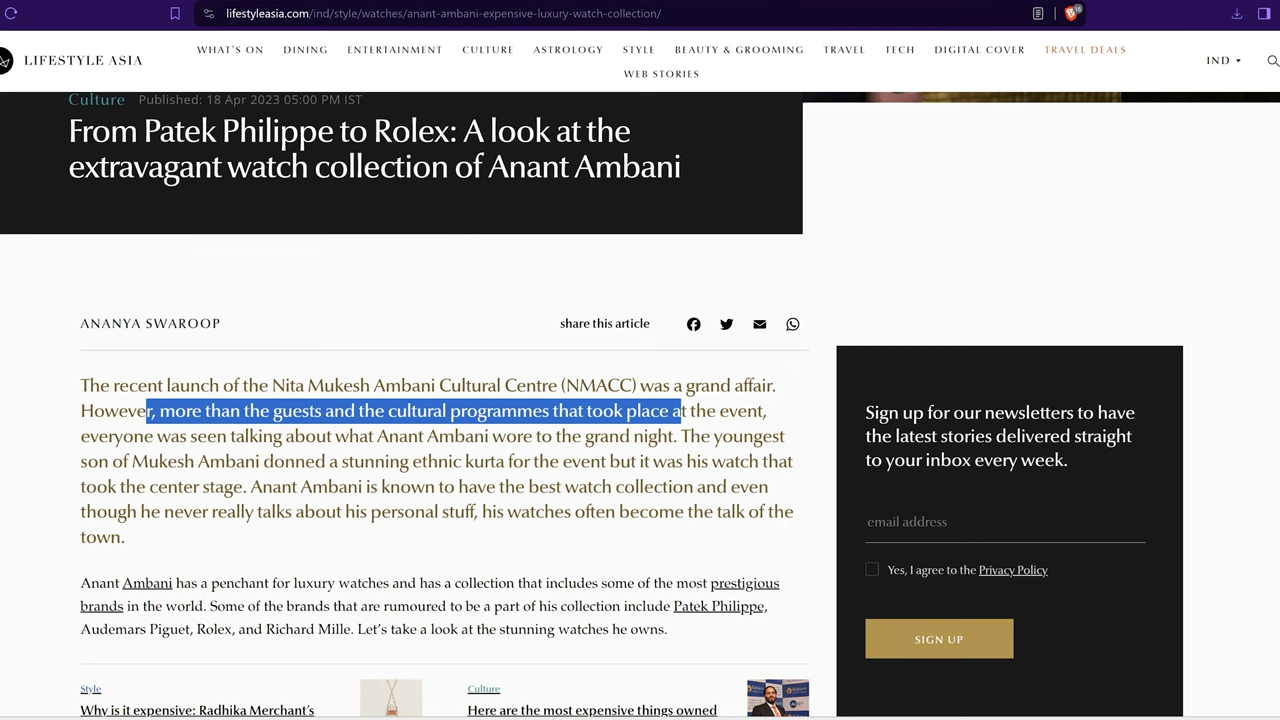 lifestyleasia.com/ind/style/watches/anant-ambani-expensive-luxury-watch-collection/
18
LIFESTYLE ASIA
WHAT'S ON DINING ENTERTAINMENT CULTURE ASTROLOGY STYLE BEAUTY & GROOMING TRAVEL TECH DIGITAL COVER TRAVEL DEALS
WEB STORIES
IND
Culture Published: 18 Apr 2023 05:00 PM IST
From Patek Philippe to Rolex: A look at the
extravagant watch collection of Anant Ambani
ANANYA SWAROOP
share this article
The recent launch of the Nita Mukesh Ambani Cultural Centre (NMACC) was a grand affair.
However, more than the guests and the cultural programmes that took place at the event,
everyone was seen talking about what Anant Ambani wore to the grand night. The youngest
son of Mukesh Ambani donned a stunning ethnic kurta for the event but it was his watch that
took the center stage. Anant Ambani is known to have the best watch collection and even
though he never really talks about his personal stuff, his watches often become the talk of the
town.
Anant Ambani has a penchant for luxury watches and has a collection that includes some of the most prestigious
brands in the world. Some of the brands that are rumoured to be a part of his collection include Patek Philippe,
Audemars Piguet, Rolex, and Richard Mille. Let's take a look at the stunning watches he owns.
Style
Why is it expensive: Radhika Merchant's
Culture
Here are the most expensive things owned
Sign up for our newsletters to have
the latest stories delivered straight
to your inbox every week.
email address
Yes, I agree to the Privacy Policy
SIGN UP